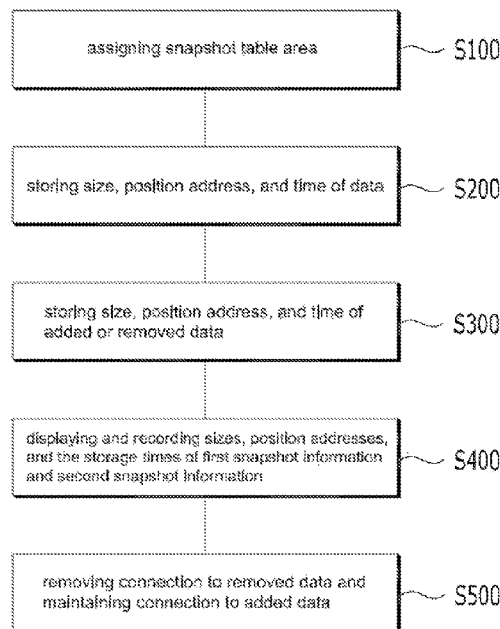 assigning snapshot table area
S100
storing size, position address, and time of data
S200
storing size, position address, and time of
added or removed data
S300
displaying and recording sizes, position addresses,
and the storage times of first snapshot information
and second snapshot information
S400
removing connection to removed data and
maintaining connection to added data
S500